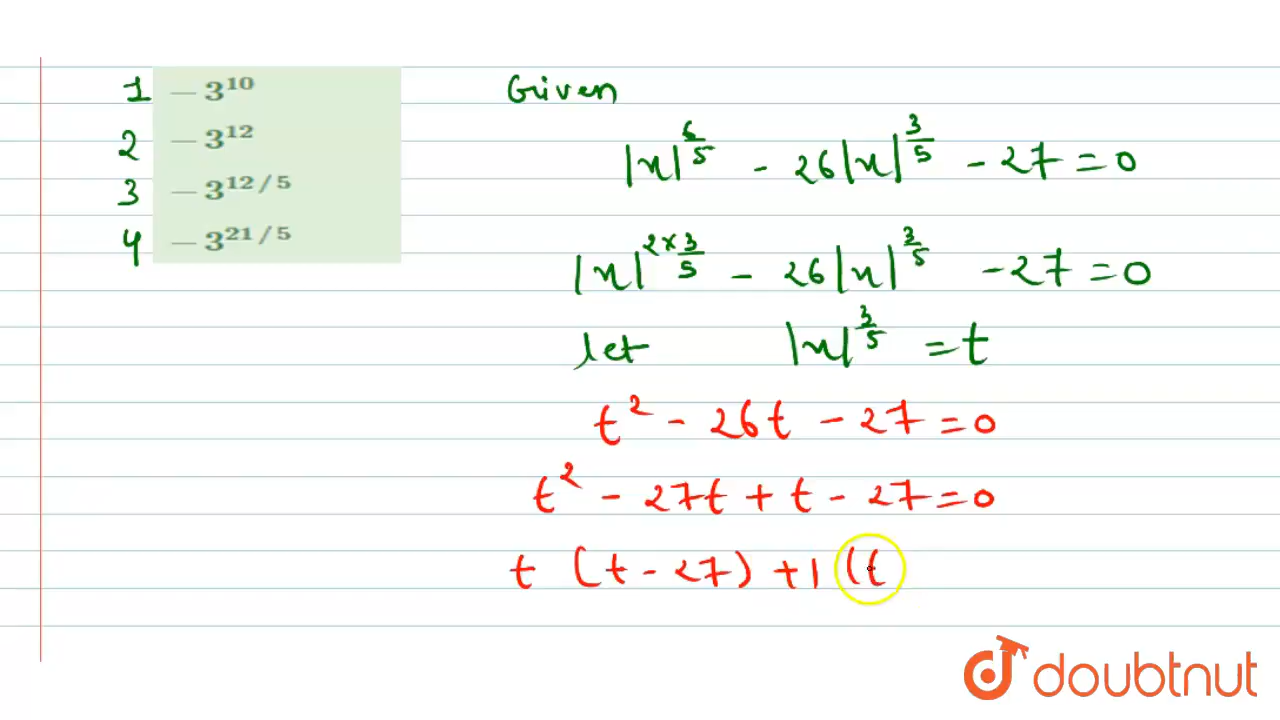 1 -3^{10}
2 -3^{12}
3 -3^{12/5}
4 -3^{21/5}
Given
|x|^{6/5} - 26|x|^{3/5} - 27 = 0
|x|^{2×3/5} - 26|x|^{3/5} - 27 = 0
let |x|^{3/5} = t
t^2 - 26t - 27 = 0
t^2 - 27t + t - 27 = 0
t (t - 27) + 1 (t
doubtnut